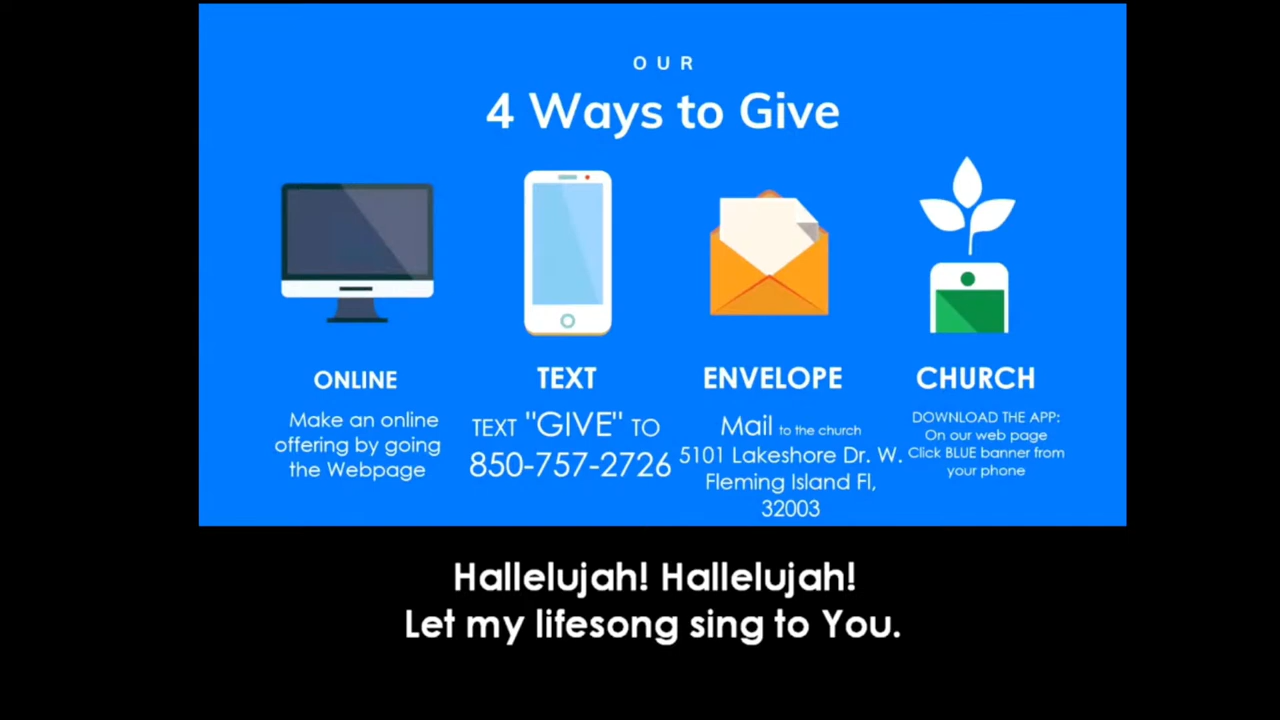 OUR
4 Ways to Give
ONLINE
Make an online
offering by going
the Webpage
TEXT
TEXT "GIVE" TO
850-757-2726
ENVELOPE
Mail to the church
5101 Lakeshore Dr. W.
Fleming Island Fl,
32003
CHURCH
DOWNLOAD THE APP:
On our web page
Click BLUE banner from
your phone
Hallelujah! Hallelujah!
Let my lifesong sing to You.